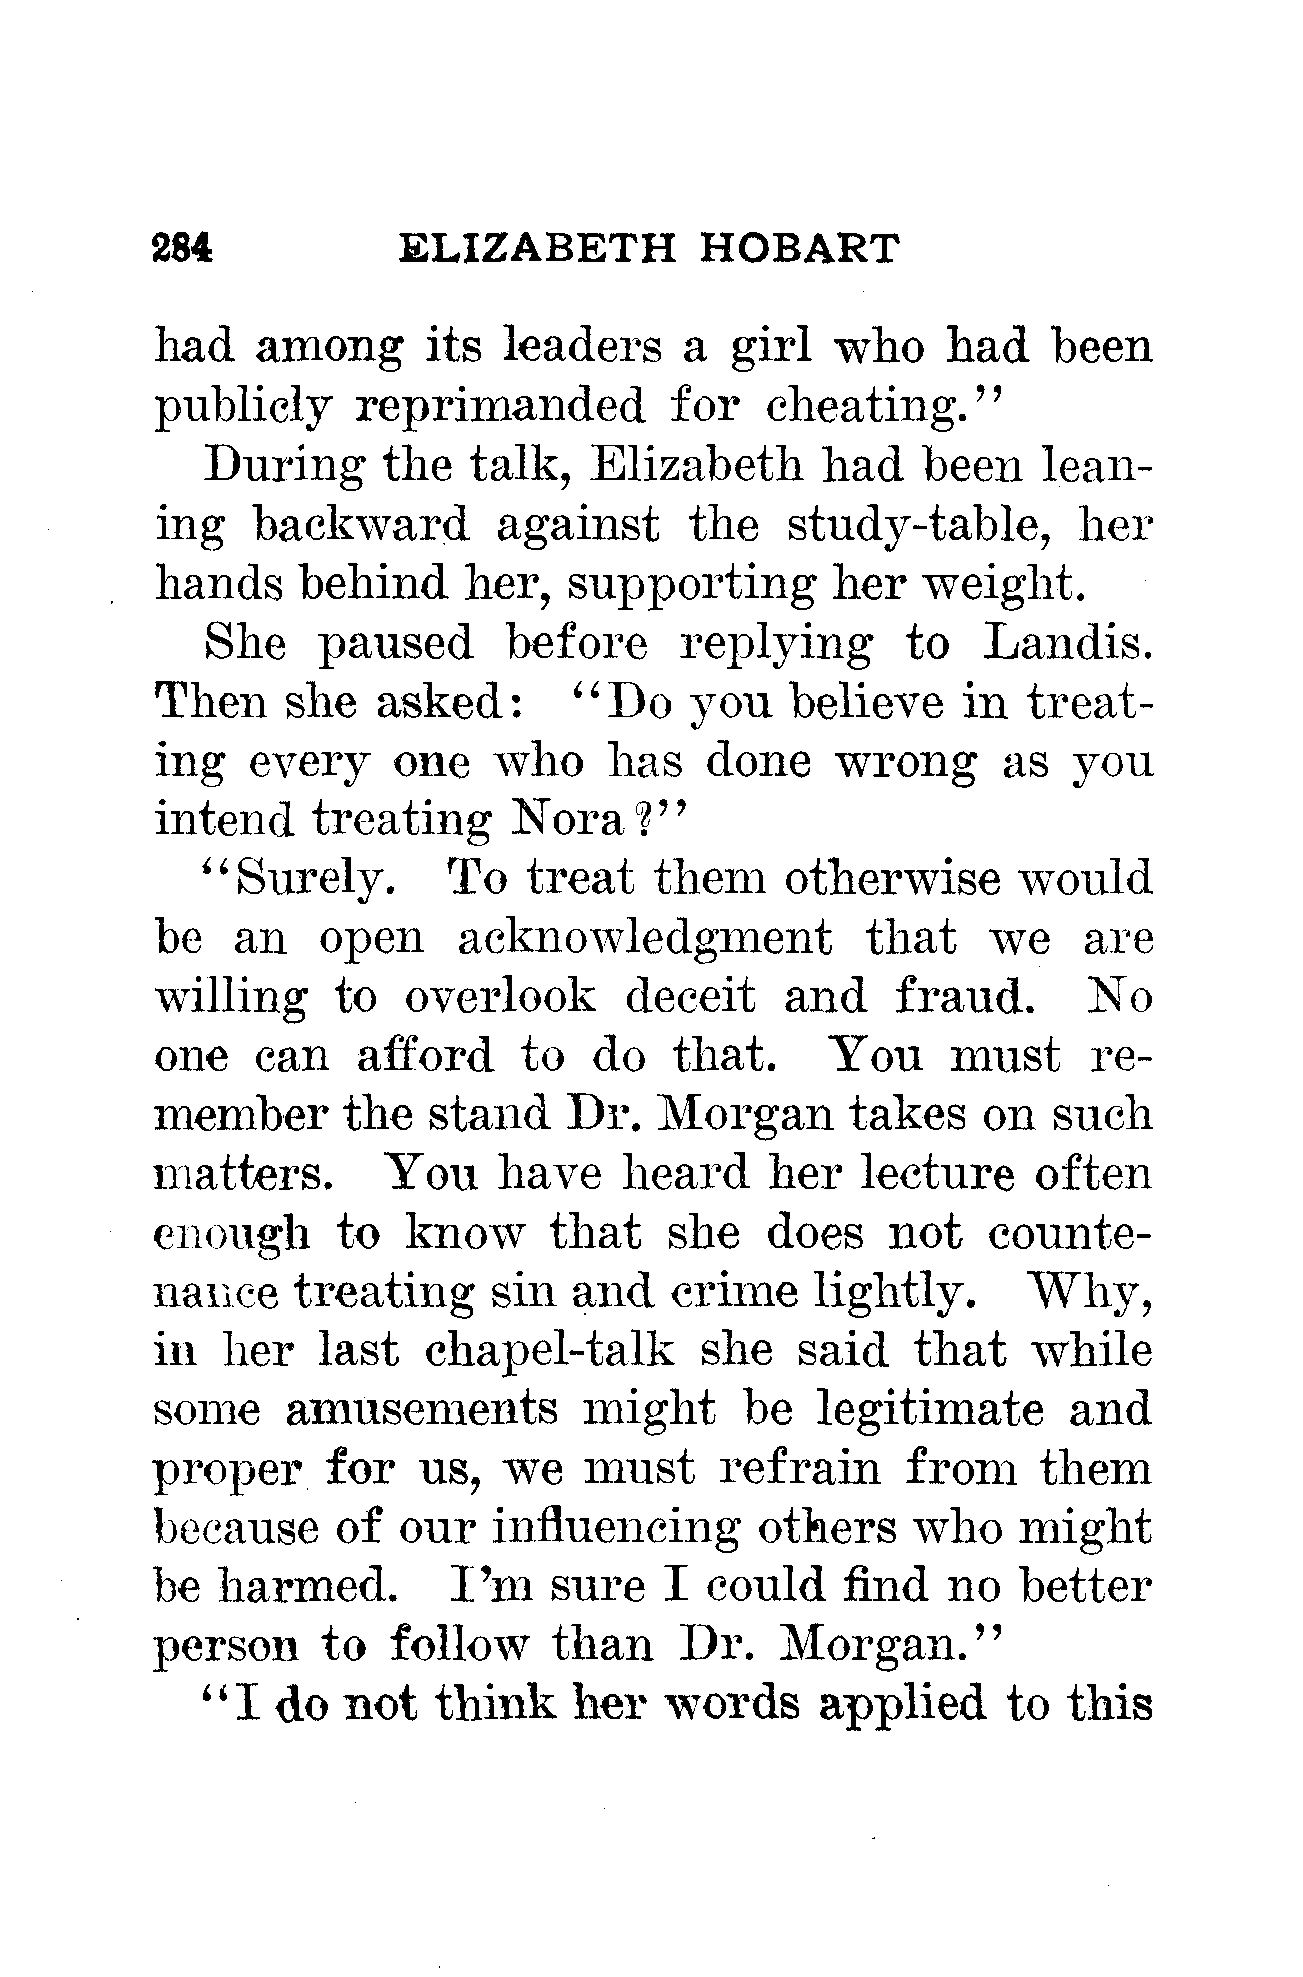 284 ELIZABETH HOBART
had among its leaders a girl who had been
publicly reprimanded for cheating."
During the talk, Elizabeth had been lean-
ing backward against the study-table, her
hands behind her, supporting her weight.
She paused before replying to Landis.
Then she asked: "Do you believe in treat-
ing every one who has done wrong as you
intend treating Nora?"
"Surely. To treat them otherwise would
be an open acknowledgment that we are
willing to overlook deceit and fraud. No
one can afford to do that. You must re-
member the stand Dr. Morgan takes on such
matters. You have heard her lecture often
enough to know that she does not counte-
nance treating sin and crime lightly. Why,
in her last chapel-talk she said that while
some amusements might be legitimate and
proper for us, we must refrain from them
because of our influencing others who might
be harmed. I'm sure I could find no better
person to follow than Dr. Morgan."
"I do not think her words applied to this